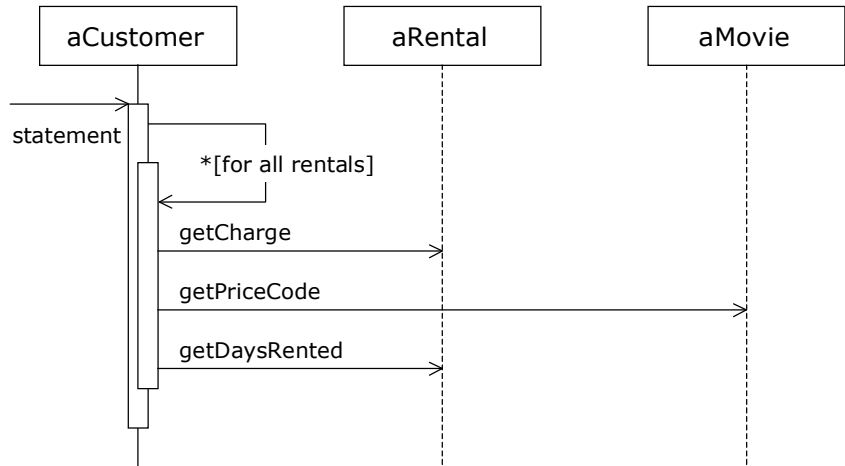 aCustomer
aRental
aMovie
statement
*[for all rentals]
getCharge
getPriceCode
getDaysRented